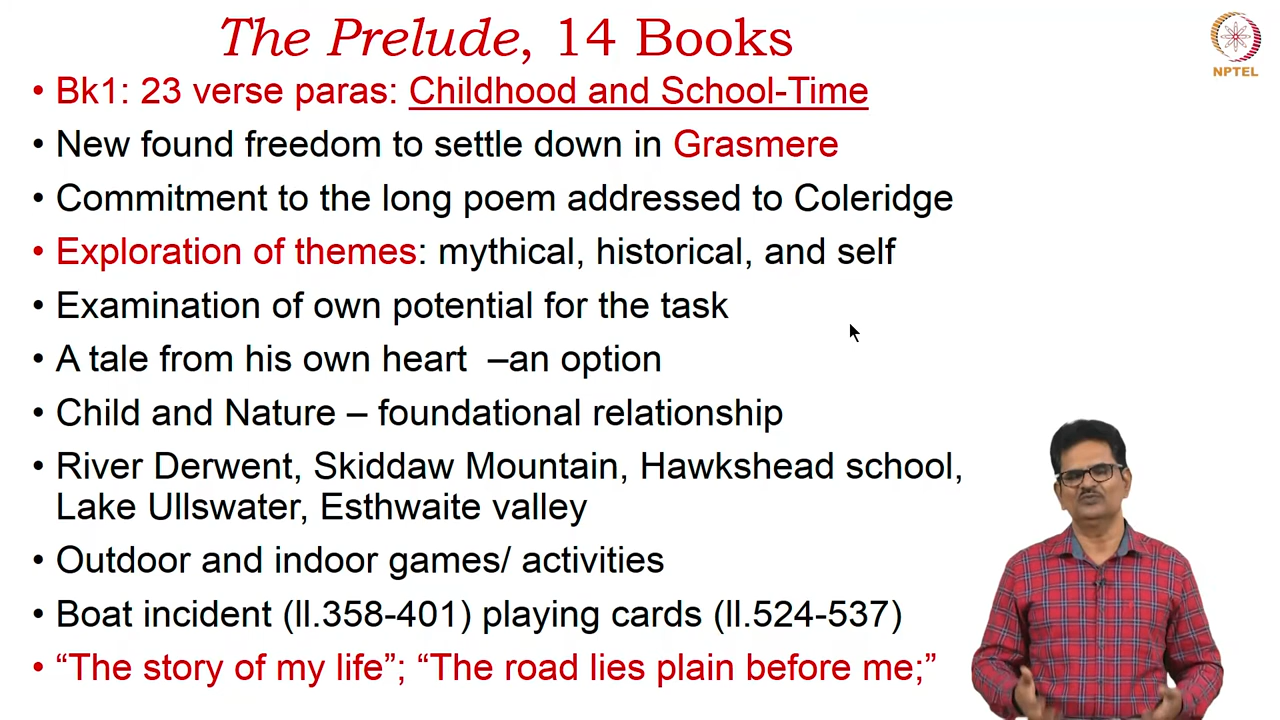 The Prelude, 14 Books
NPTEL
• Bk1: 23 verse paras: Childhood and School-Time
• New found freedom to settle down in Grasmere
• Commitment to the long poem addressed to Coleridge
• Exploration of themes: mythical, historical, and self
• Examination of own potential for the task
• A tale from his own heart –an option
• Child and Nature – foundational relationship
• River Derwent, Skiddaw Mountain, Hawkshead school,
Lake Ullswater, Esthwaite valley
• Outdoor and indoor games/ activities
• Boat incident (ll.358-401) playing cards (ll.524-537)
• “The story of my life”; “The road lies plain before me;”